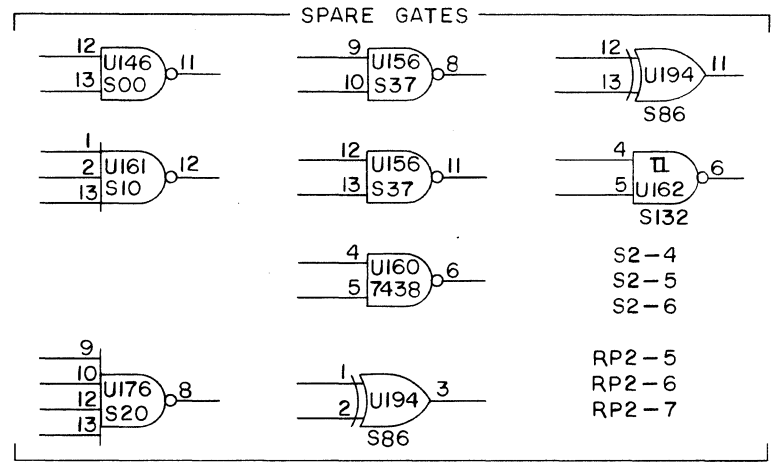 SPARE GATES
12 U146 11
13 S00
9 U156 8
10 S37
12 U194 11
13
S86
1
2 U161 12
13 S10
12 U156 11
13 S37
4 6
5 U162
S132
4 U160 6
5 7438
S2-4
S2-5
S2-6
9
10 U176 8
12 S20
13
1 U194 3
2
S86
RP2-5
RP2-6
RP2-7